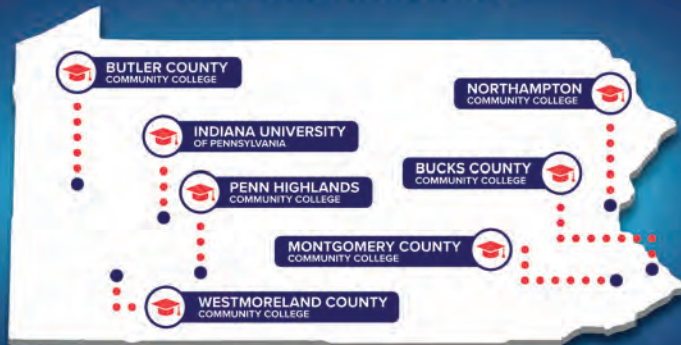 BUTLER COUNTY
COMMUNITY COLLEGE
NORTHAMPTON
COMMUNITY COLLEGE
INDIANA UNIVERSITY
OF PENNSYLVANIA
BUCKS COUNTY
COMMUNITY COLLEGE
PENN HIGHLANDS
COMMUNITY COLLEGE
MONTGOMERY COUNTY
COMMUNITY COLLEGE
WESTMORELAND COUNTY
COMMUNITY COLLEGE